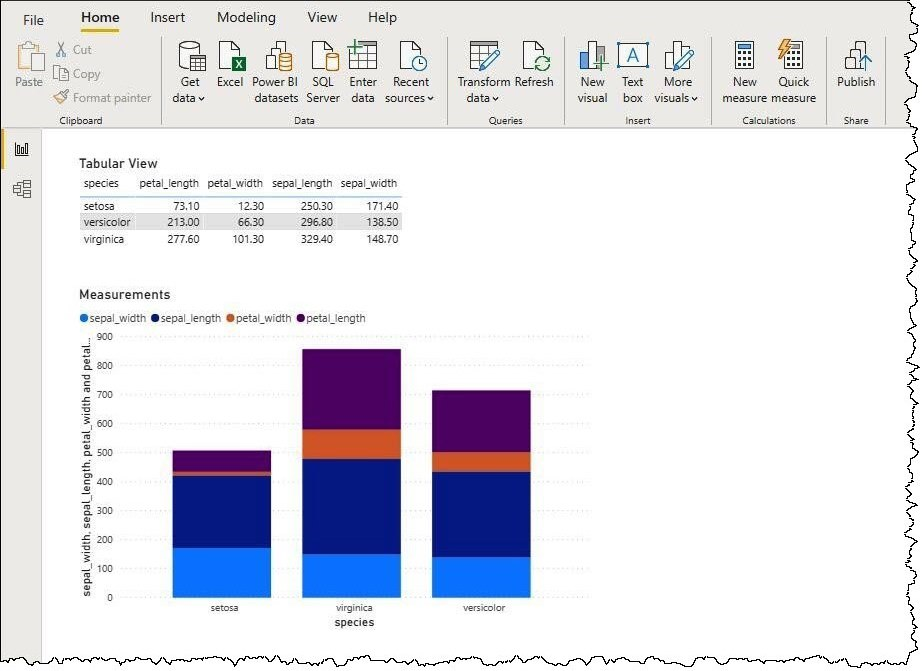 File Home Insert Modeling View Help
Paste
Cut
Copy
Format painter
Clipboard
Get data
Excel
Power BI datasets
SQL Server
Enter data
Recent sources
Data
Transform data
Refresh
Queries
New visual
Text box
More visuals
Insert
New measure
Quick measure
Calculations
Publish
Share
Tabular View
species petal_length petal_width sepal_length sepal_width
setosa 73.10 12.30 250.30 171.40
versicolor 213.00 66.30 296.80 138.50
virginica 277.60 101.30 329.40 148.70
Measurements
sepal_width sepal_length petal_width petal_length
sepal_width, sepal_length, petal_width and petal...
900
800
700
600
500
400
300
200
100
0
setosa virginica versicolor
species